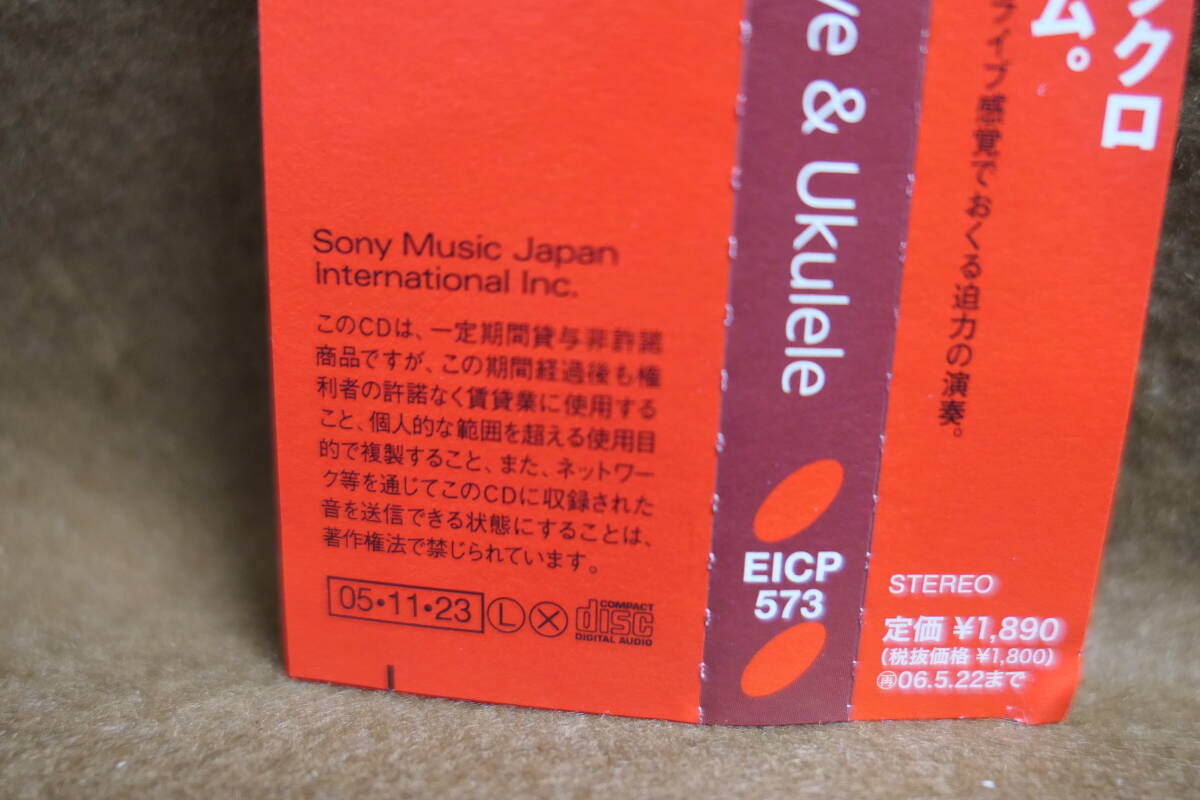 Sony Music Japan
International Inc.
このCDは、一定期間貸与非許諾
商品ですが、この期間経過後も権
利者の許諾なく賃貸業に使用する
こと、個人的な範囲を超える使用目
的で複製すること、また、ネットワー
ク等を通じてこのCDに収録された
音を送信できる状態にすることは、
著作権法で禁じられています。
05・11・23 Ⓛ Ⓧ COMPACT disc DIGITAL AUDIO
& Ukulele
EICP
573
クロ
ム。
イブ感覚でおくる迫力の演奏。
STEREO
定価 ¥1,890
(税抜価格 ¥1,800)
㊢06.5.22まで